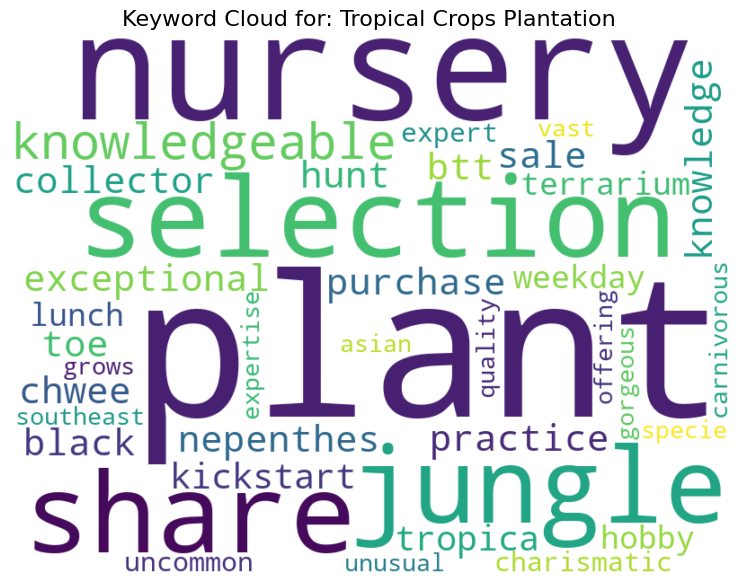 Keyword Cloud for: Tropical Crops Plantation
nursery
knowledge
knowledgeable
expert
vast
sale
btt
hunt
collector
terrarium
selection
exceptional
purchase
weekday
plant
lunch
toe
grows
expertise
asian
quality
offering
gorgeous
carnivorous
chwee
southeast
black
nepenthes
practice
specie
kickstart
share
jungle
tropica
hobby
uncommon
unusual
charismatic